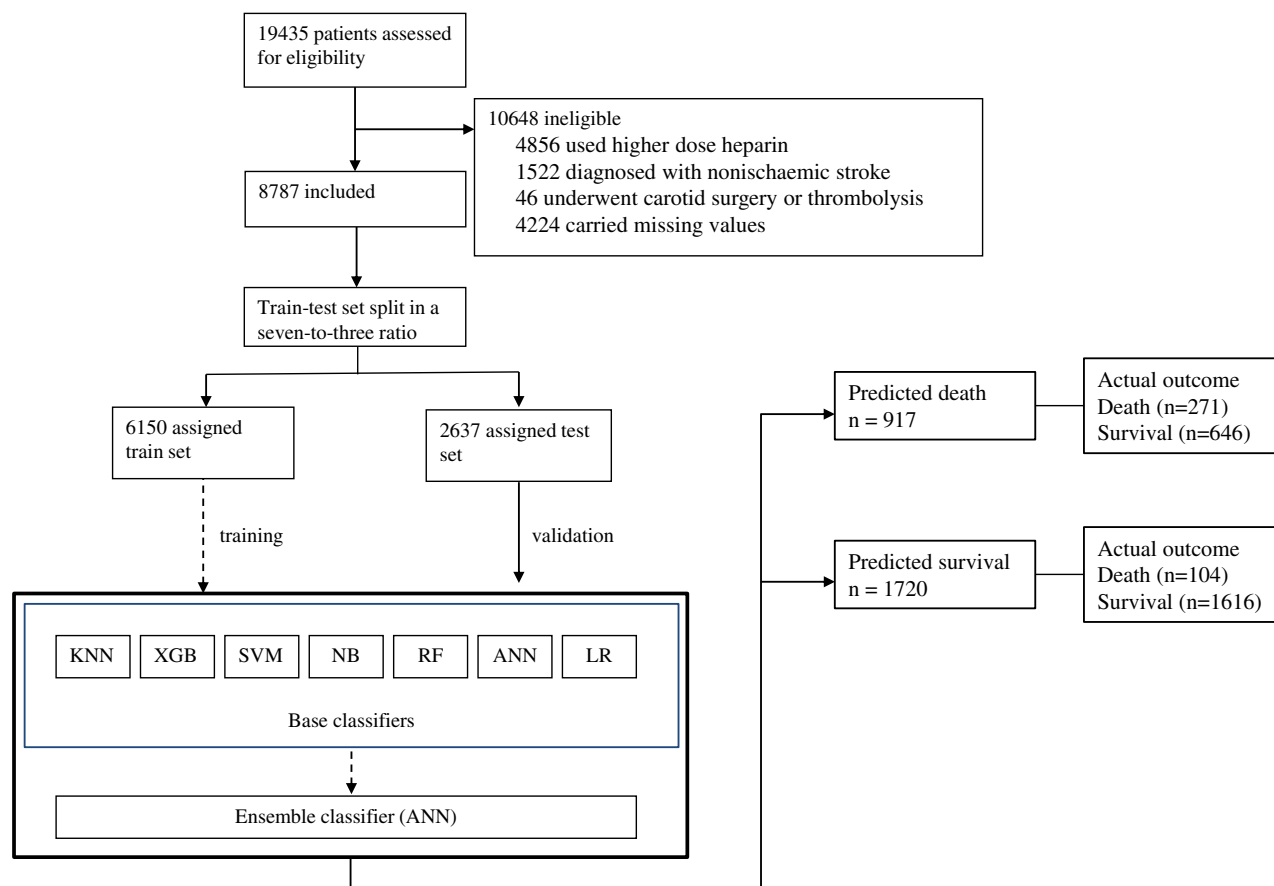 19435 patients assessed
for eligibility
10648 ineligible
4856 used higher dose heparin
1522 diagnosed with nonischaemic stroke
46 underwent carotid surgery or thrombolysis
4224 carried missing values
8787 included
Train-test set split in a
seven-to-three ratio
6150 assigned
train set
2637 assigned test
set
training
validation
KNN
XGB
SVM
NB
RF
ANN
LR
Base classifiers
Ensemble classifier (ANN)
Predicted death
n = 917
Actual outcome
Death (n=271)
Survival (n=646)
Predicted survival
n = 1720
Actual outcome
Death (n=104)
Survival (n=1616)